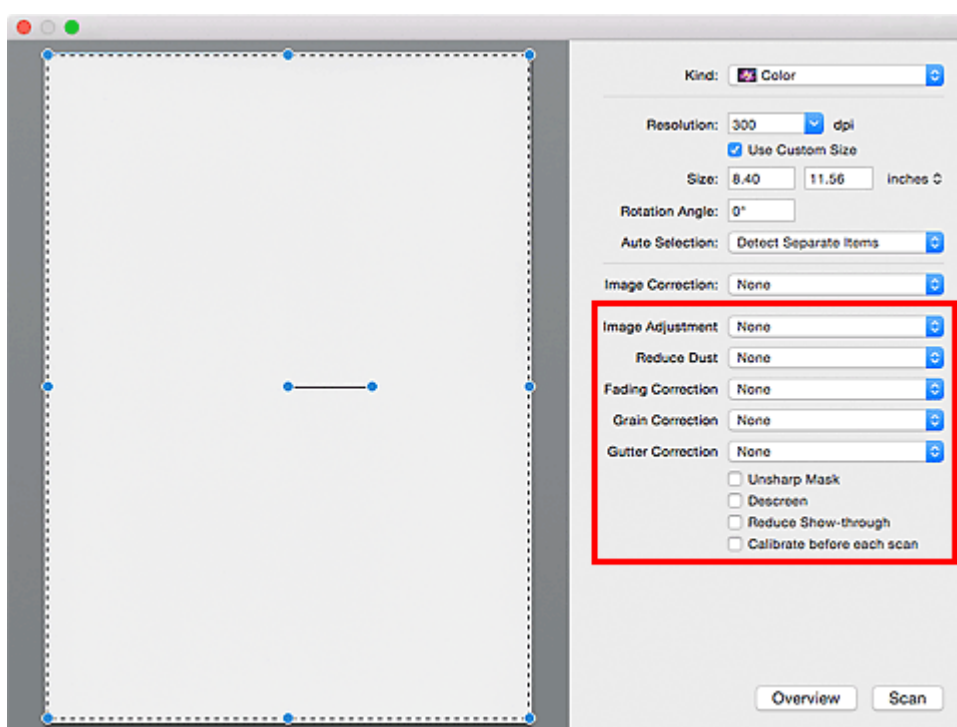 Kind: Color
Resolution: 300 dpi
Use Custom Size
Size: 8.40 11.56 inches
Rotation Angle: 0°
Auto Selection: Detect Separate Items
Image Correction: None
Image Adjustment None
Reduce Dust None
Fading Correction None
Grain Correction None
Gutter Correction None
Unsharp Mask
Descreen
Reduce Show-through
Calibrate before each scan
Overview Scan